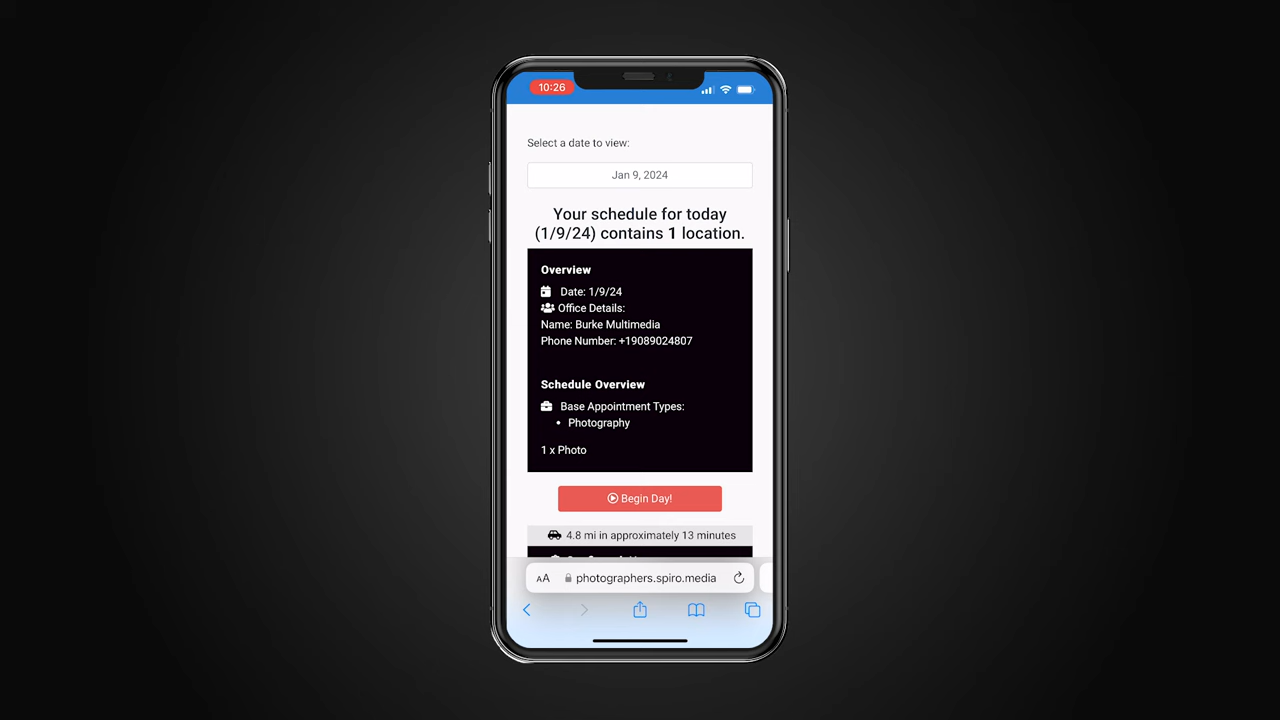 10:26
Select a date to view:
Jan 9, 2024
Your schedule for today
(1/9/24) contains 1 location.
Overview
Date: 1/9/24
Office Details:
Name: Burke Multimedia
Phone Number: +19089024807
Schedule Overview
Base Appointment Types:
• Photography
1 x Photo
Begin Day!
4.8 mi in approximately 13 minutes
AA photographers.spiro.media